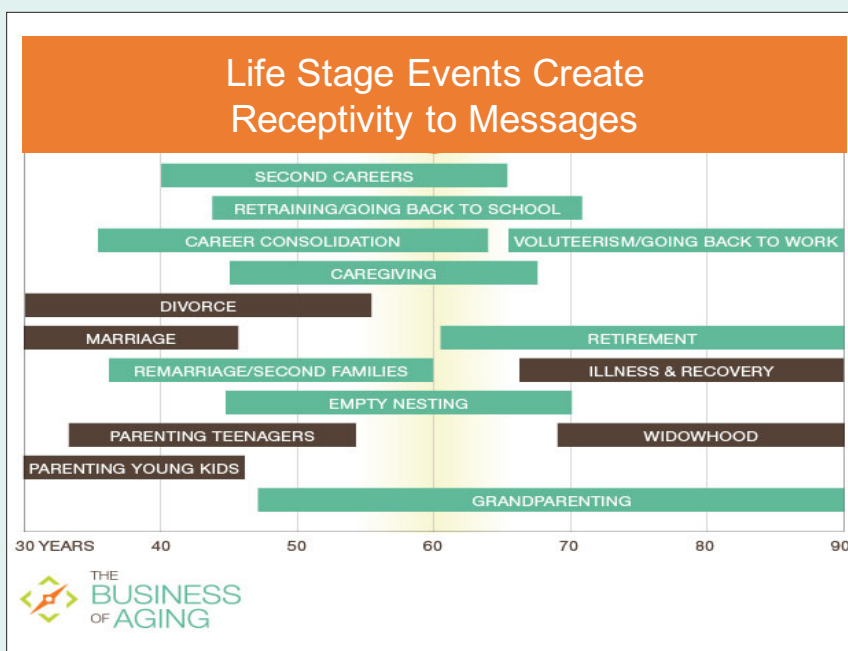 Life Stage Events Create
Receptivity to Messages
SECOND CAREERS
RETRAINING/GOING BACK TO SCHOOL
CAREER CONSOLIDATION
VOLUTEERISM/GOING BACK TO WORK
CAREGIVING
DIVORCE
MARRIAGE
RETIREMENT
REMARRIAGE/SECOND FAMILIES
ILLNESS & RECOVERY
EMPTY NESTING
PARENTING TEENAGERS
WIDOWHOOD
PARENTING YOUNG KIDS
GRANDPARENTING
30 YEARS 40 50 60 70 80 90
THE
BUSINESS
OF AGING